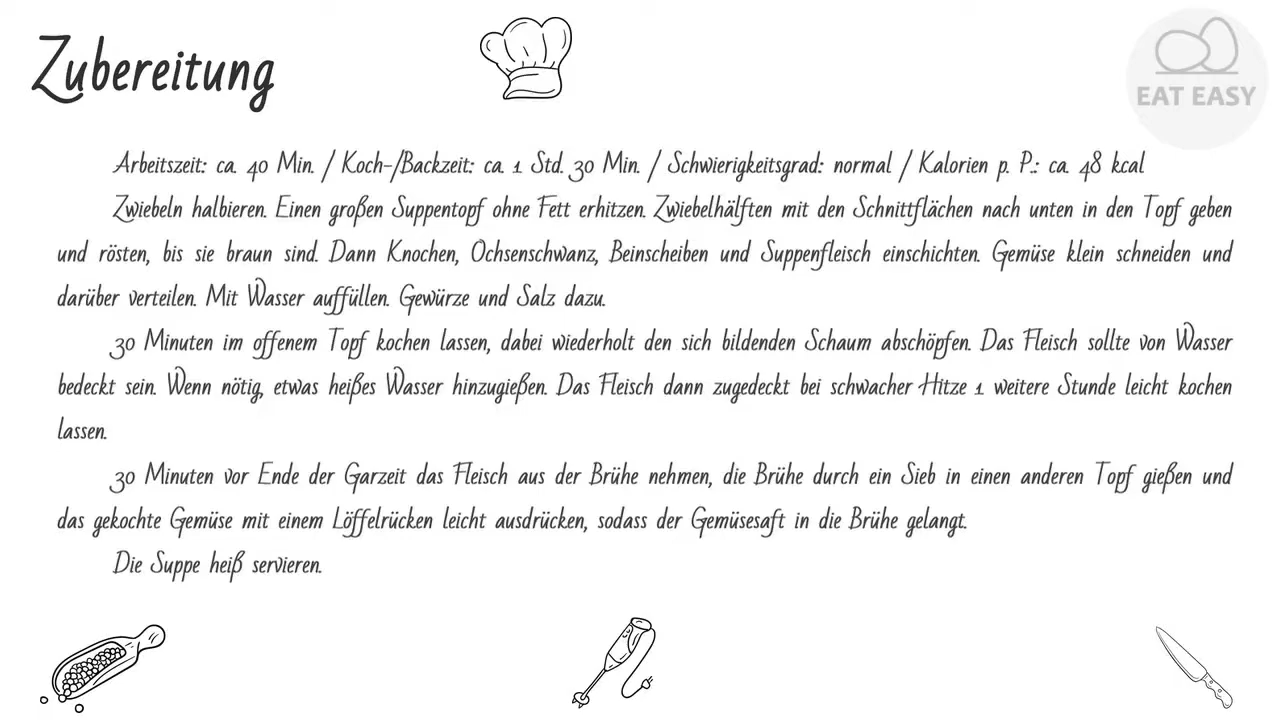 Zubereitung
EAT EASY
Arbeitszeit: ca. 40 Min. / Koch-/Backzeit: ca. 1 Std. 30 Min. / Schwierigkeitsgrad: normal / Kalorien p. P.: ca. 48 kcal
Zwiebeln halbieren. Einen großen Suppentopf ohne Fett erhitzen. Zwiebelhälften mit den Schnittflächen nach unten in den Topf geben
und rösten, bis sie braun sind. Dann Knochen, Ochsenschwanz, Beinscheiben und Suppenfleisch einschichten. Gemüse klein schneiden und
darüber verteilen. Mit Wasser auffüllen. Gewürze und Salz dazu.
30 Minuten im offenem Topf kochen lassen, dabei wiederholt den sich bildenden Schaum abschöpfen. Das Fleisch sollte von Wasser
bedeckt sein. Wenn nötig, etwas heißes Wasser hinzugießen. Das Fleisch dann zugedeckt bei schwacher Hitze 1 weitere Stunde leicht kochen
lassen.
30 Minuten vor Ende der Garzeit das Fleisch aus der Brühe nehmen, die Brühe durch ein Sieb in einen anderen Topf gießen und
das gekochte Gemüse mit einem Löffelrücken leicht ausdrücken, sodass der Gemüsesaft in die Brühe gelangt.
Die Suppe heiß servieren.